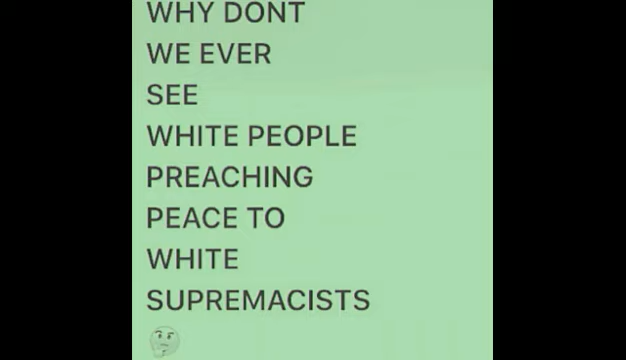 WHY DONT
WE EVER
SEE
WHITE PEOPLE
PREACHING
PEACE TO
WHITE
SUPREMACISTS